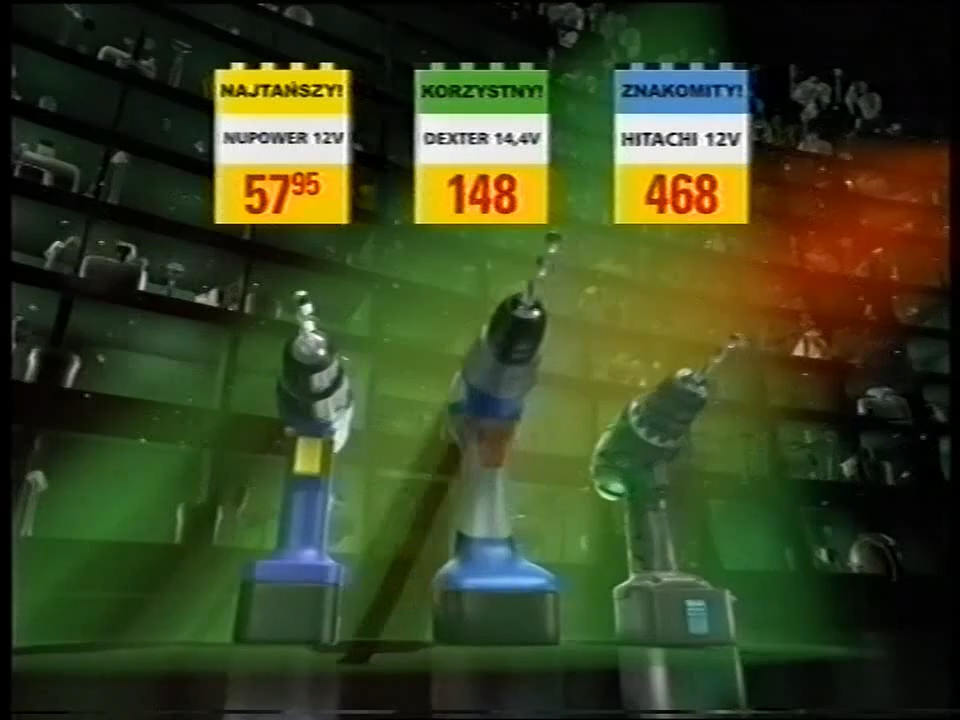 NAJTAŃSZY!
NUPOWER 12V
57⁹⁵
KORZYSTNY!
DEXTER 14,4V
148
ZNAKOMITY!
HITACHI 12V
468